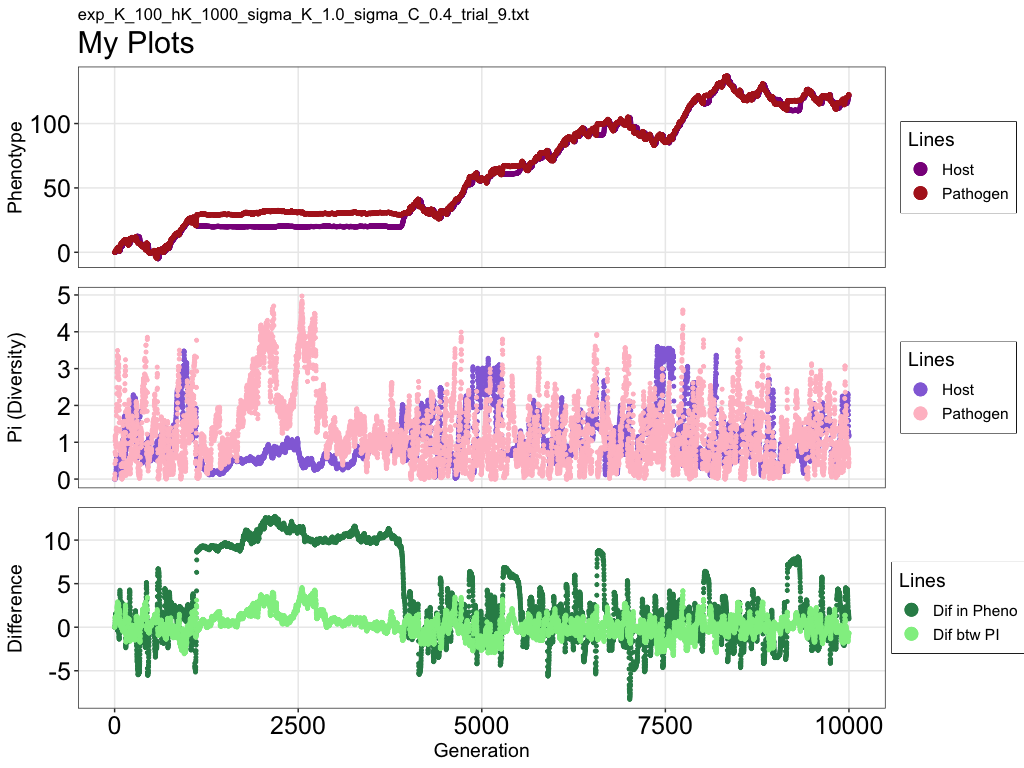 exp_K_100_hK_1000_sigma_K_1.0_sigma_C_0.4_trial_9.txt
My Plots
Phenotype
100
50
0
Lines
Host
Pathogen
Pi (Diversity)
5
4
3
2
1
0
Lines
Host
Pathogen
Difference
10
5
0
-5
Lines
Dif in Pheno
Dif btw PI
0 2500 5000 7500 10000
Generation